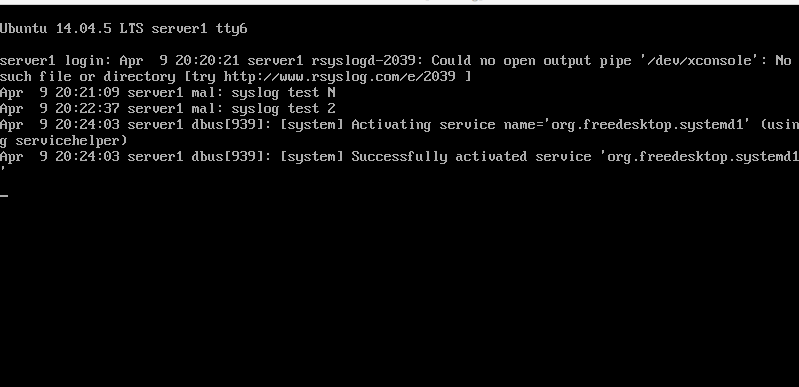 Ubuntu 14.04.5 LTS server1 tty6
server1 login: Apr  9 20:20:21 server1 rsyslogd-2039: Could no open output pipe '/dev/xconsole': No
such file or directory [try http://www.rsyslog.com/e/2039 ]
Apr  9 20:21:09 server1 mal: syslog test N
Apr  9 20:22:37 server1 mal: syslog test 2
Apr  9 20:24:03 server1 dbus[939]: [system] Activating service name='org.freedesktop.systemd1' (usin
g servicehelper)
Apr  9 20:24:03 server1 dbus[939]: [system] Successfully activated service 'org.freedesktop.systemd1
'
_